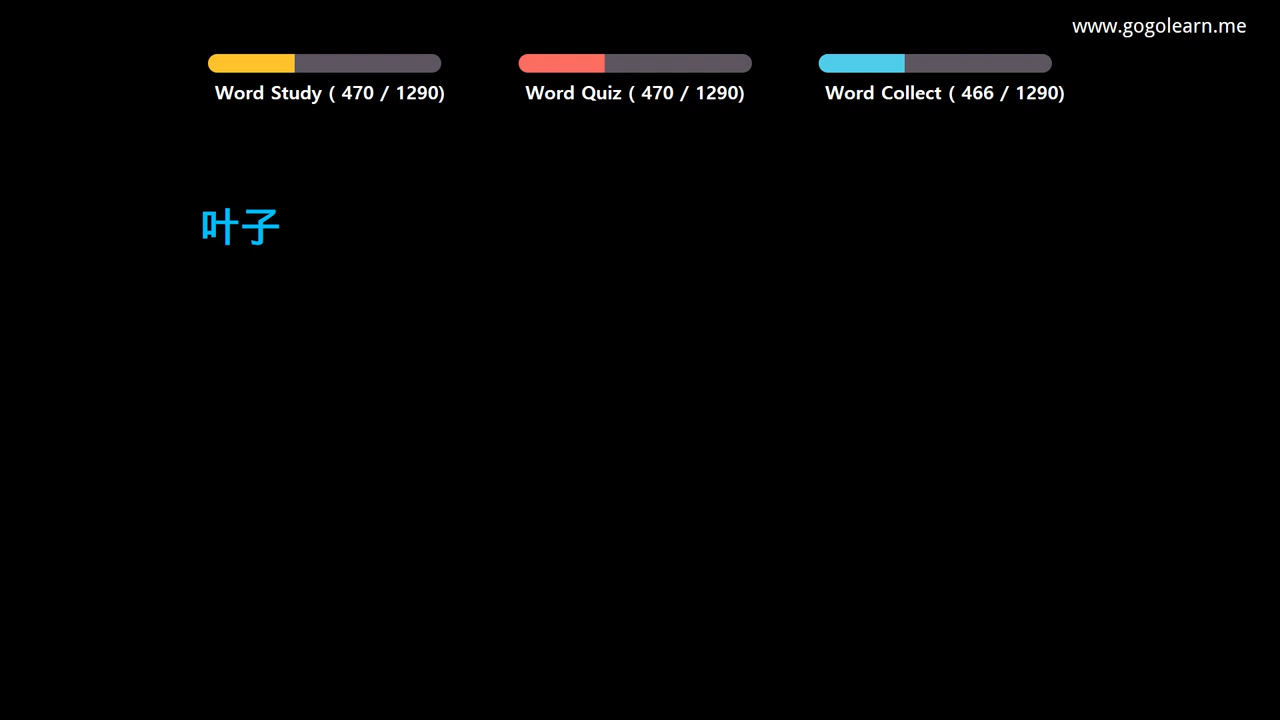 www.gogolearn.me
Word Study ( 470 / 1290)
Word Quiz ( 470 / 1290)
Word Collect ( 466 / 1290)
叶子